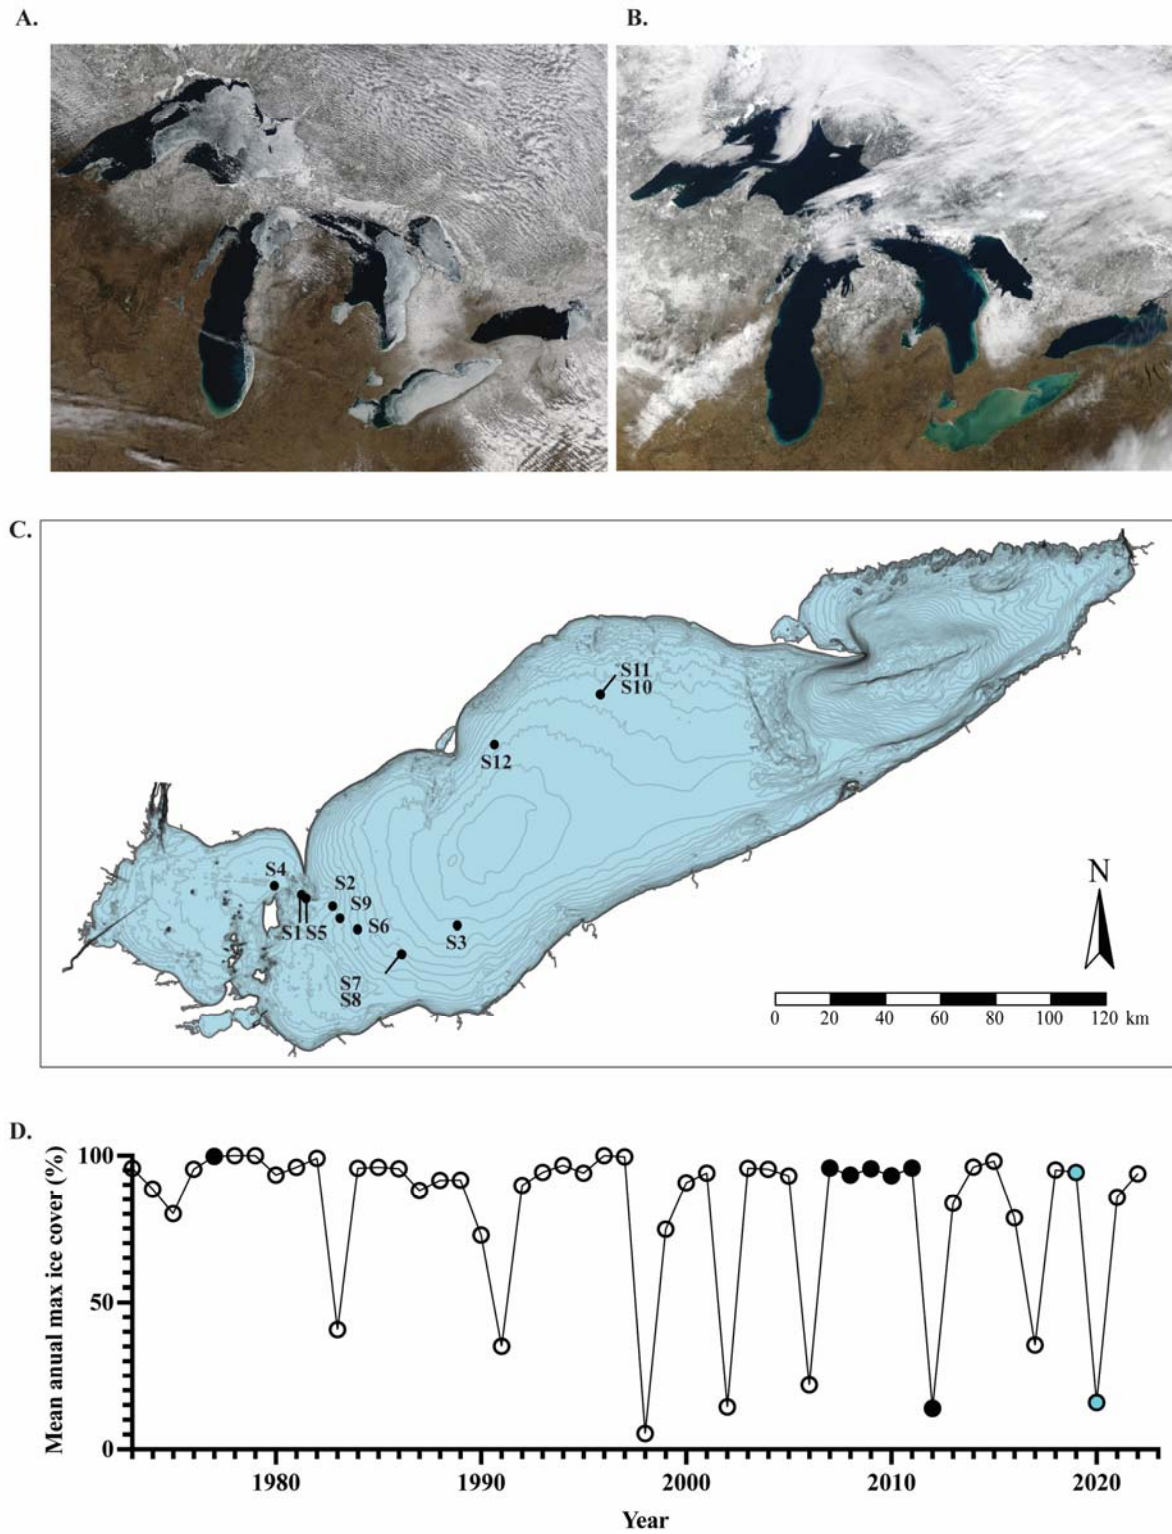 A.
B.
C.
S11
S10
S12
S4
S2
S9
S1 S5
S6
S3
S7
S8
N
0 20 40 60 80 100 120 km
D.
Mean anual max ice cover (%)
100
50
0
1980 1990 2000 2010 2020
Year